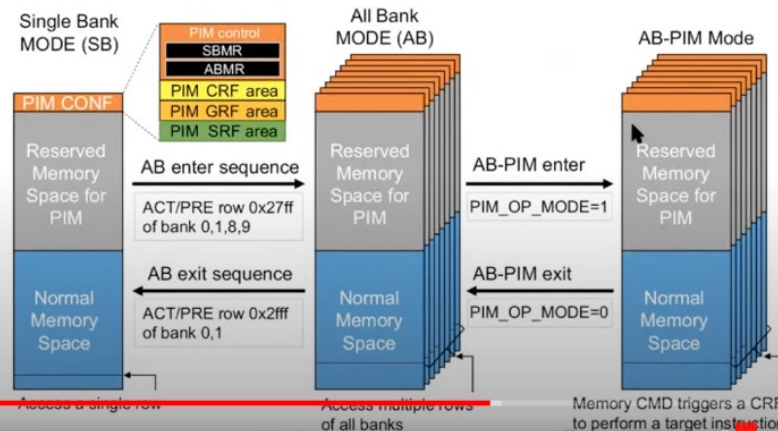 Single Bank
MODE (SB)
PIM control
SBMR
ABMR
PIM CRF area
PIM GRF area
PIM SRF area
All Bank
MODE (AB)
AB-PIM Mode
PIM CONF
Reserved
Memory
Space for
PIM
AB enter sequence
ACT/PRE row 0x27ff
of bank 0,1,8,9
Reserved
Memory
Space for
PIM
AB-PIM enter
PIM_OP_MODE=1
Reserved
Memory
Space for
PIM
Normal
Memory
Space
AB exit sequence
ACT/PRE row 0x2fff
of bank 0,1
Normal
Memory
Space
AB-PIM exit
PIM_OP_MODE=0
Normal
Memory
Space
Access a single row
Access multiple rows
of all banks
Memory CMD triggers a CRF
to perform a target instruction